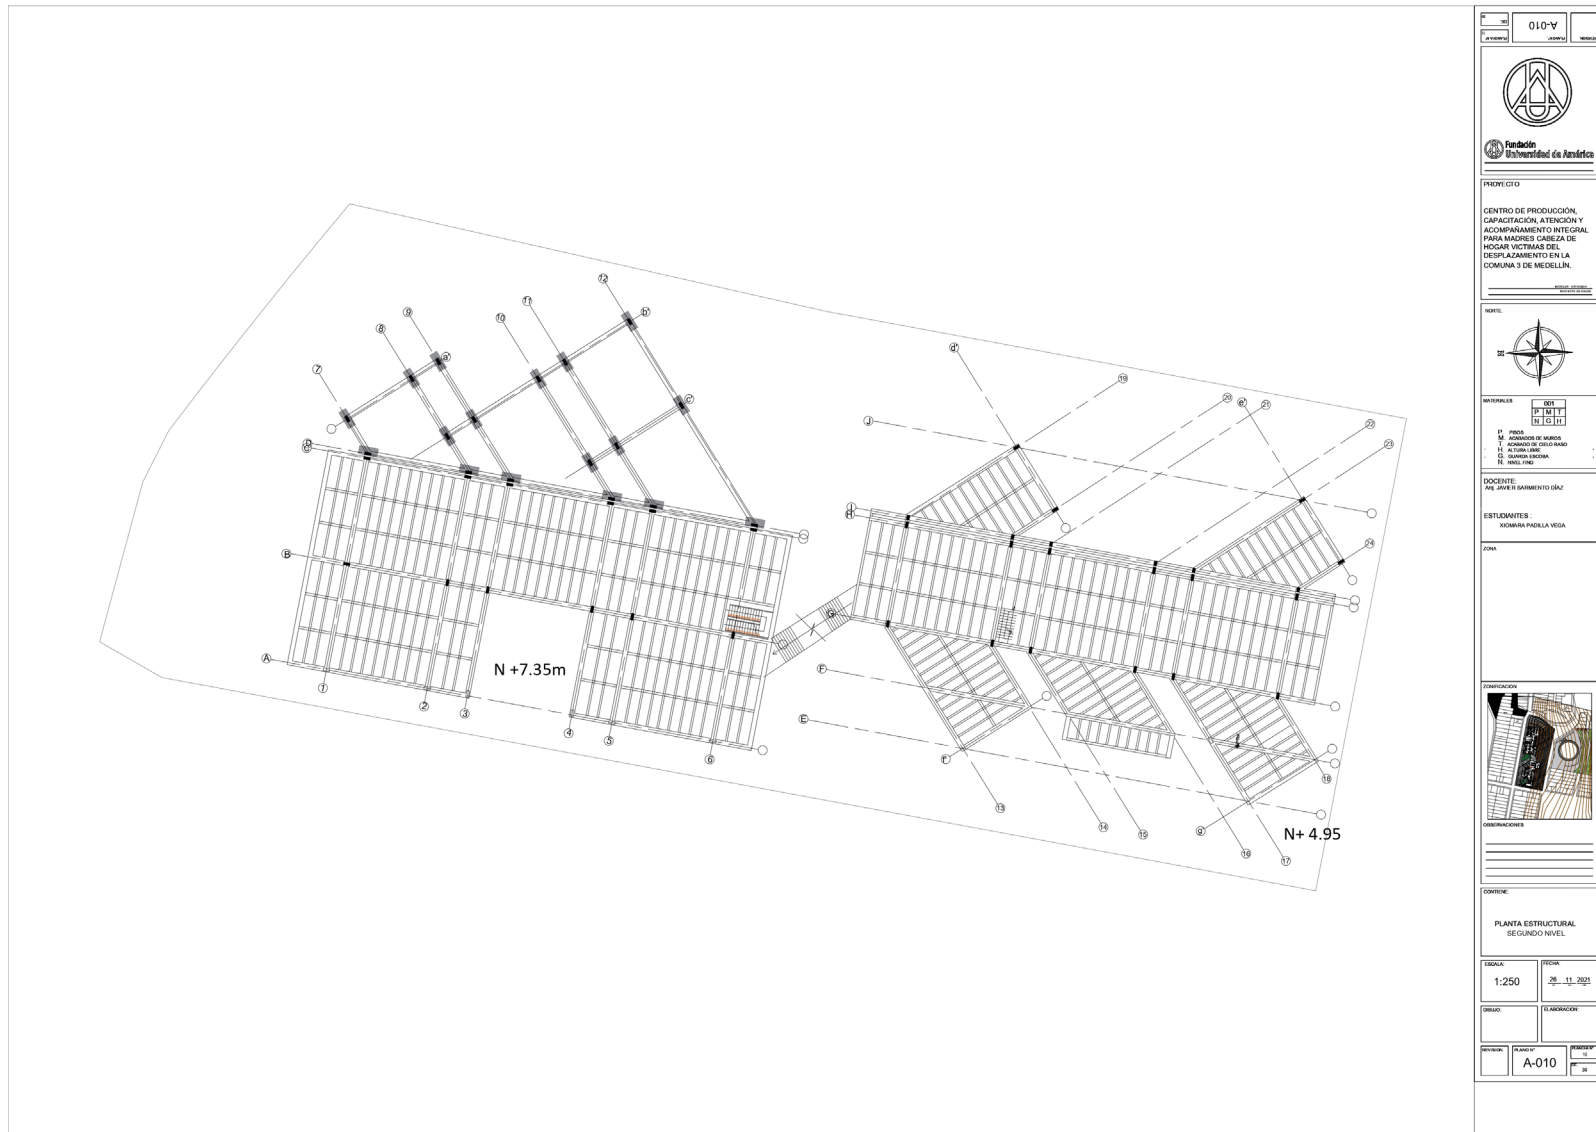 12
11
10
9
8
7
b'
a'
c'
d'
19
20
e'
21
22
23
24
J
I
H
D
C
B
A
1
2
3
4
5
6
N +7.35m
G
F
E
f'
13
14
15
16
17
18
g'
N+ 4.95
A-010
Fundación
Universidad de América
PROYECTO
CENTRO DE PRODUCCIÓN,
CAPACITACIÓN, ATENCIÓN Y
ACOMPAÑAMIENTO INTEGRAL
PARA MADRES CABEZA DE
HOGAR VICTIMAS DEL
DESPLAZAMIENTO EN LA
COMUNA 3 DE MEDELLÍN.
NORTE:
MATERIALES
001
P M T
N G H
P. PISOS
M. ACABADOS DE MUROS
T. ACABADO DE CIELO RASO
H. ALTURA LIBRE
G. GUARDA ESCOBA
N. NIVEL FINO
DOCENTE:
Arq. JAVIER SARMIENTO DÍAZ
ESTUDIANTES :
XIOMARA PADILLA VEGA
ZONA
ZONIFICACION
OBSERVACIONES
CONTIENE:
PLANTA ESTRUCTURAL
SEGUNDO NIVEL
ESCALA:
1:250
FECHA:
26 11 2021
DIBUJO:
ELABORACION:
REVISION:
PLANO N°.
A-010
PLANCHA N°
10
DE:
36